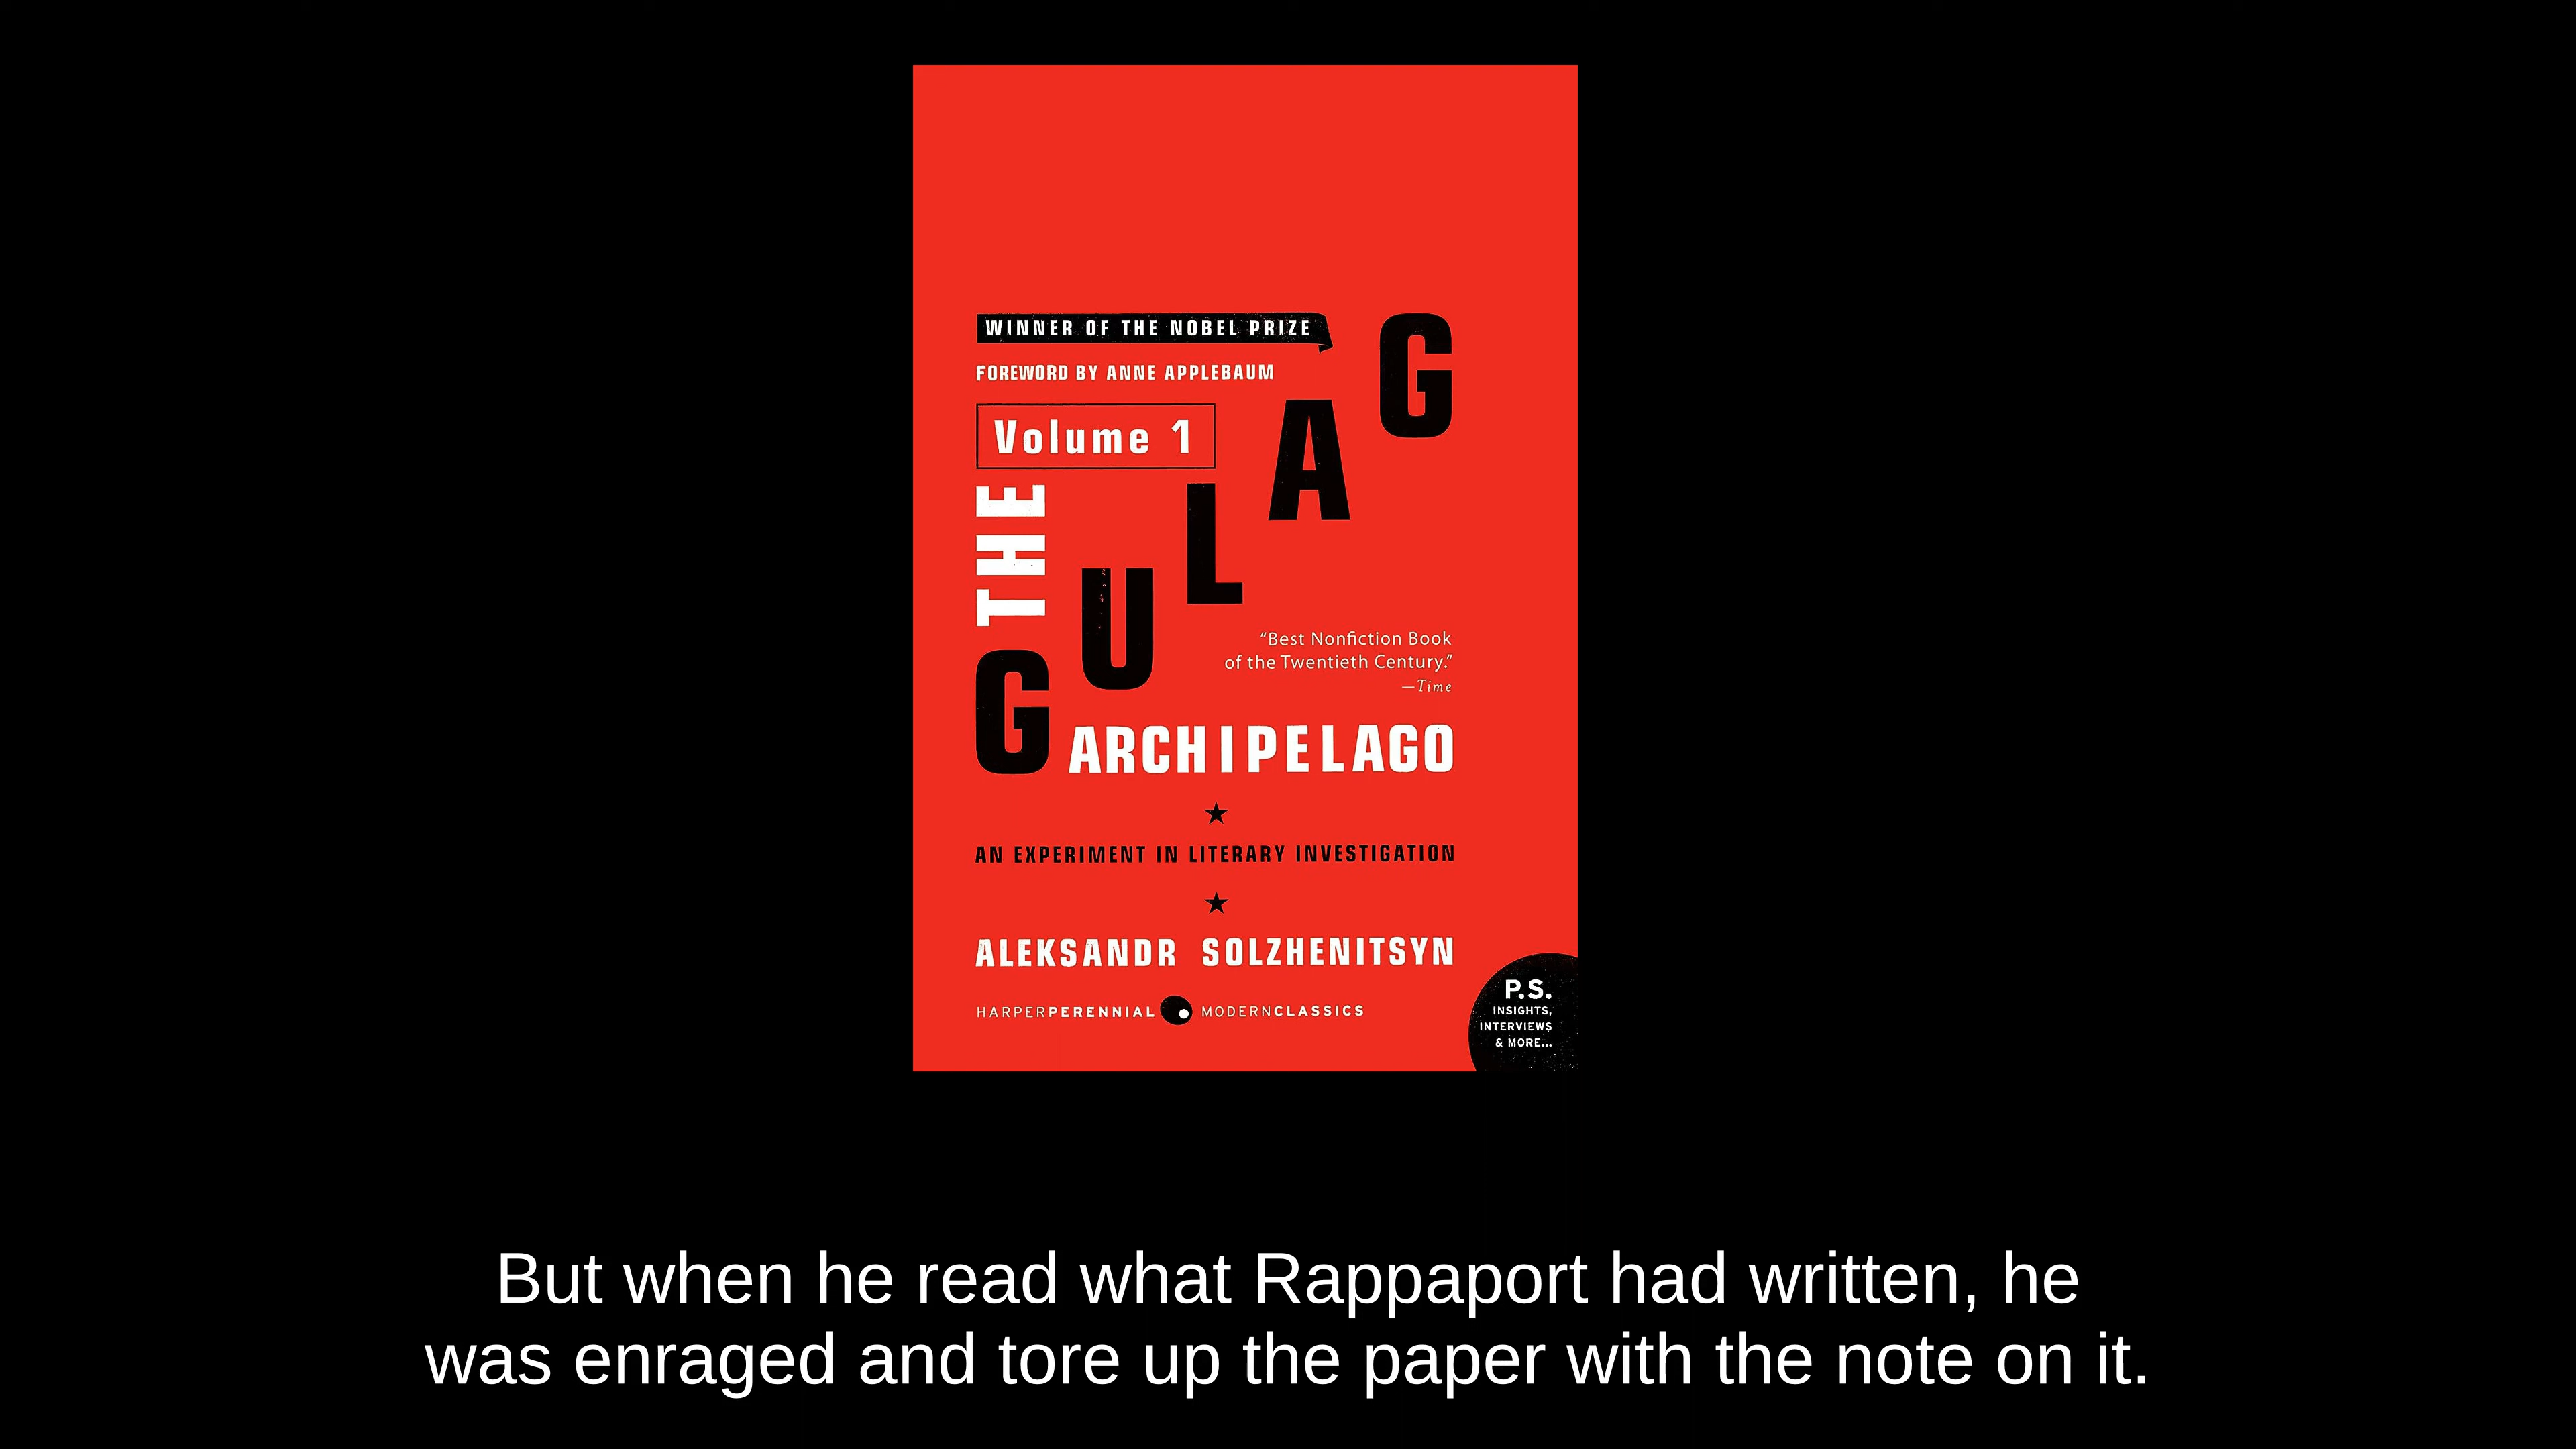 WINNER OF THE NOBEL PRIZE
FOREWORD BY ANNE APPLEBAUM
Volume 1
THE
GULAG
“Best Nonfiction Book
of the Twentieth Century.”
—Time
ARCHIPELAGO
AN EXPERIMENT IN LITERARY INVESTIGATION
ALEKSANDR SOLZHENITSYN
HARPERPERENNIAL MODERNCLASSICS
P.S.
INSIGHTS,
INTERVIEWS
& MORE...
But when he read what Rappaport had written, he
was enraged and tore up the paper with the note on it.